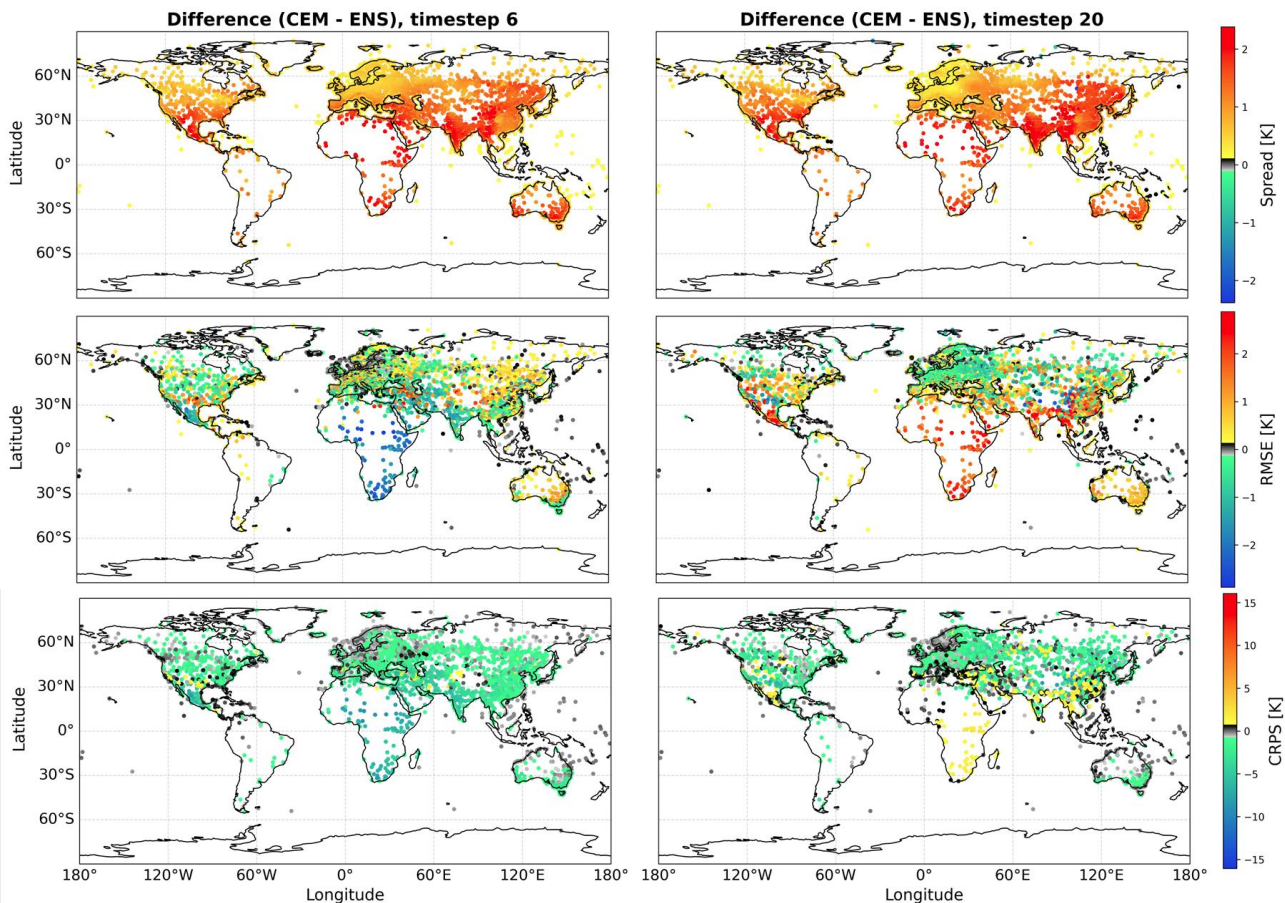 Difference (CEM - ENS), timestep 6
Difference (CEM - ENS), timestep 20
60°N
30°N
0°
30°S
60°S
Latitude
2
1
0
−1
−2
Spread [K]
60°N
30°N
0°
30°S
60°S
Latitude
2
1
0
−1
−2
RMSE [K]
60°N
30°N
0°
30°S
60°S
Latitude
15
10
5
0
−5
−10
−15
CRPS [K]
180° 120°W 60°W 0° 60°E 120°E 180°
180° 120°W 60°W 0° 60°E 120°E 180°
Longitude
Longitude